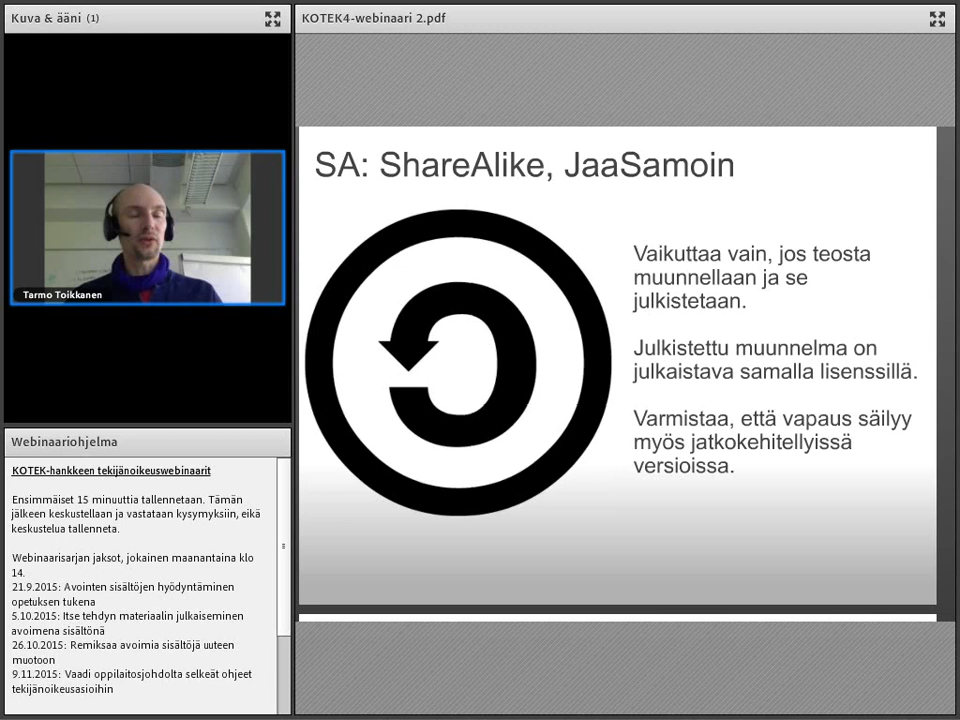 Kuva & ääni (1)
Tarmo Toikkanen
Webinaariohjelma
KOTEK-hankkeen tekijänoikeuswebinaarit
Ensimmäiset 15 minuuttia tallennetaan. Tämän
jälkeen keskustellaan ja vastataan kysymyksiin, eikä
keskustelua tallenneta.
Webinaarisarjan jaksot, jokainen maanantaina klo
14.
21.9.2015: Avointen sisältöjen hyödyntäminen
opetuksen tukena
5.10.2015: Itse tehdyn materiaalin julkaiseminen
avoimena sisältönä
26.10.2015: Remiksaa avoimia sisältöjä uuteen
muotoon
9.11.2015: Vaadi oppilaitosjohdolta selkeät ohjeet
tekijänoikeusasioihin
KOTEK4-webinaari 2.pdf
SA: ShareAlike, JaaSamoin
Vaikuttaa vain, jos teosta
muunnellaan ja se
julkistetaan.
Julkistettu muunnelma on
julkaistava samalla lisenssillä.
Varmistaa, että vapaus säilyy
myös jatkokehitellyissä
versioissa.